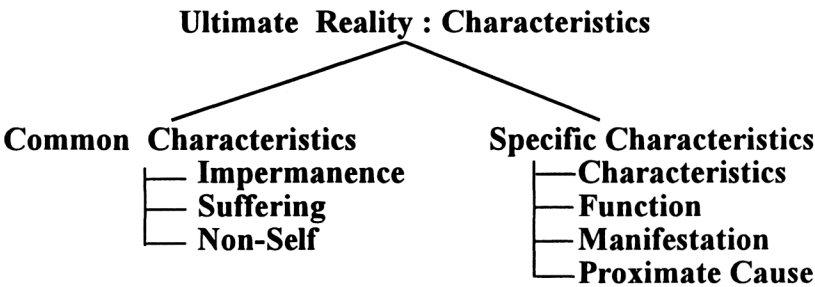 Ultimate Reality : Characteristics
Common Characteristics
Impermanence
Suffering
Non-Self
Specific Characteristics
Characteristics
Function
Manifestation
Proximate Cause